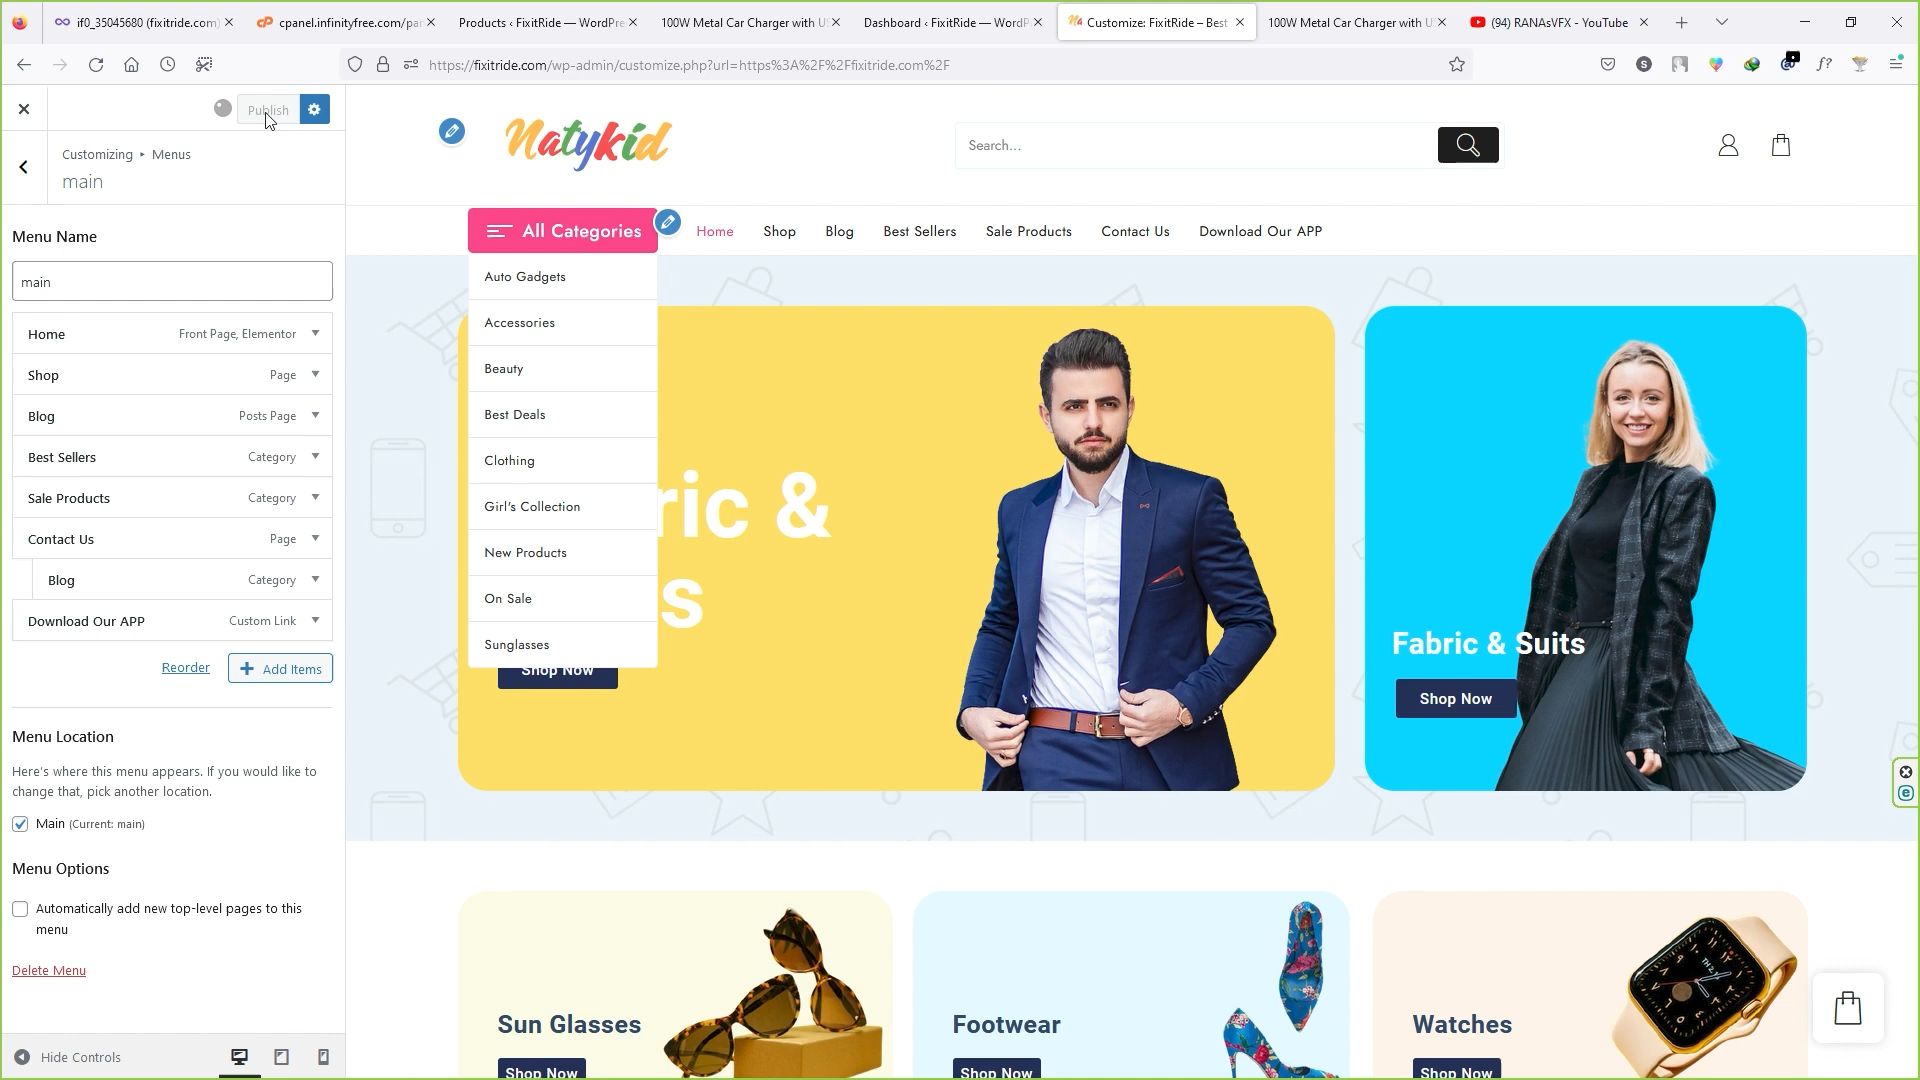 if0_35045680 (fixitride.com)
cpanel.infinityfree.com/pan
Products ‹ FixitRide — WordPre
100W Metal Car Charger with U
Dashboard ‹ FixitRide — WordP
Customize: FixitRide – Best
100W Metal Car Charger with U
(94) RANAsVFX - YouTube
https://fixitride.com/wp-admin/customize.php?url=https%3A%2F%2Ffixitride.com%2F
Publish
Customizing ▸ Menus
main
Menu Name
main
Home Front Page, Elementor
Shop Page
Blog Posts Page
Best Sellers Category
Sale Products Category
Contact Us Page
Blog Category
Download Our APP Custom Link
Reorder
Add Items
Menu Location
Here's where this menu appears. If you would like to
change that, pick another location.
Main (Current: main)
Menu Options
Automatically add new top-level pages to this
menu
Delete Menu
Hide Controls
Natykid
Search...
All Categories
Home Shop Blog Best Sellers Sale Products Contact Us Download Our APP
Auto Gadgets
Accessories
Beauty
Best Deals
Clothing
Girl's Collection
New Products
On Sale
Sunglasses
ric &
s
Shop Now
Fabric & Suits
Shop Now
Sun Glasses
Shop Now
Footwear
Shop Now
Watches
Shop Now